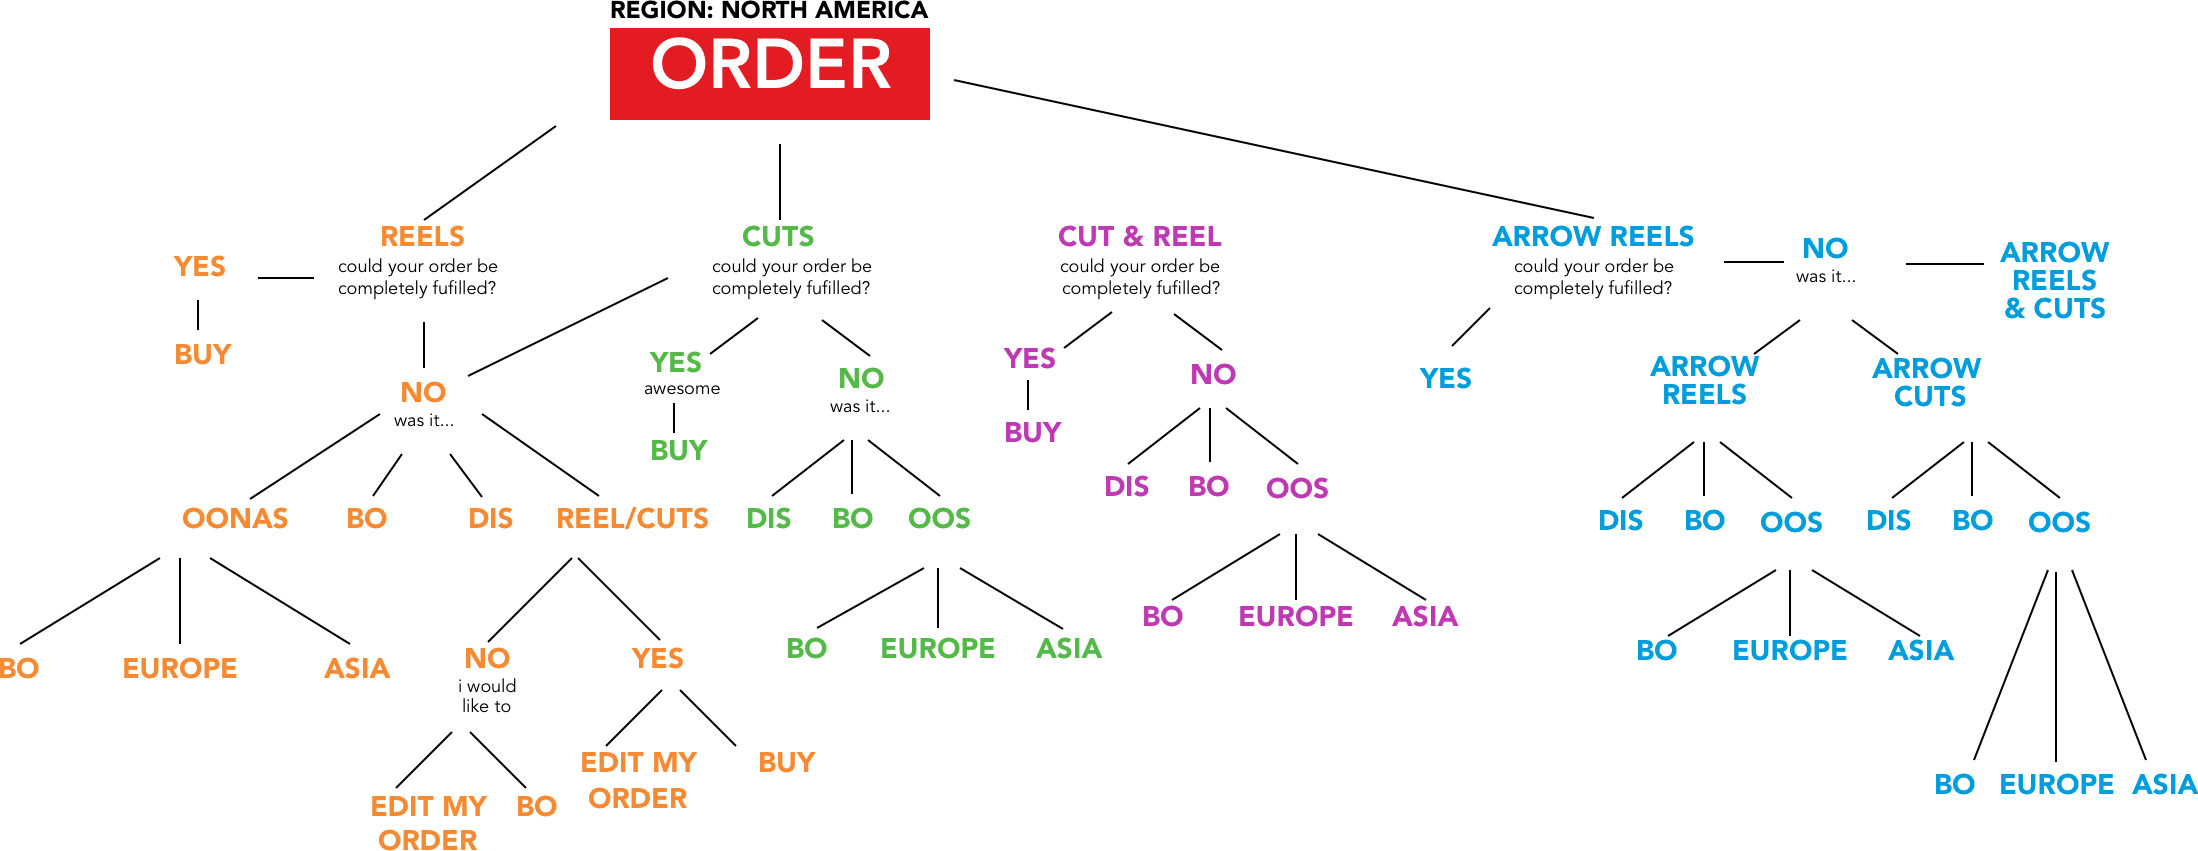 REGION: NORTH AMERICA
ORDER
REELS
could your order be
completely fufilled?
YES
BUY
NO
was it...
OONAS
BO
DIS
REEL/CUTS
BO
EUROPE
ASIA
NO
i would
like to
EDIT MY
ORDER
BO
YES
EDIT MY
ORDER
BUY
CUTS
could your order be
completely fufilled?
YES
awesome
BUY
NO
was it...
DIS
BO
OOS
BO
EUROPE
ASIA
CUT & REEL
could your order be
completely fufilled?
YES
BUY
NO
DIS
BO
OOS
BO
EUROPE
ASIA
ARROW REELS
could your order be
completely fufilled?
YES
NO
was it...
ARROW
REELS
& CUTS
ARROW
REELS
DIS
BO
OOS
BO
EUROPE
ASIA
ARROW
CUTS
DIS
BO
OOS
BO
EUROPE
ASIA